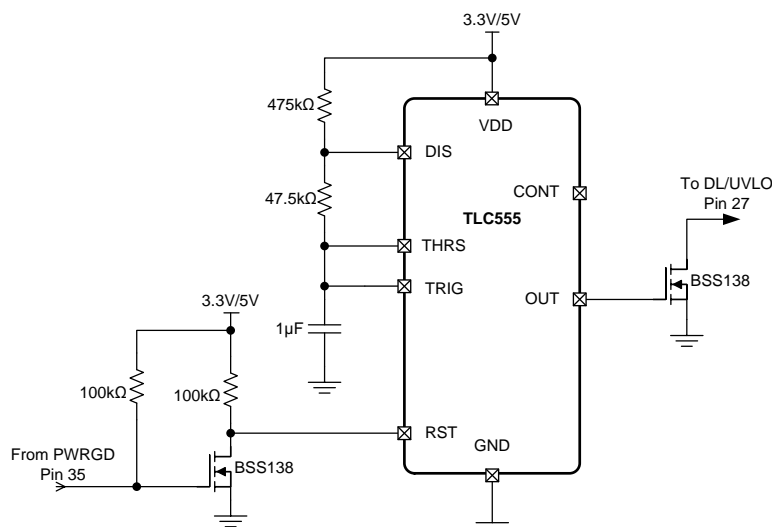 3.3V/5V
475kΩ
VDD
DIS
CONT
To DL/UVLO
Pin 27
47.5kΩ
TLC555
THRS
TRIG
BSS138
OUT
3.3V/5V
1µF
100kΩ
100kΩ
RST
GND
From PWRGD
Pin 35
BSS138